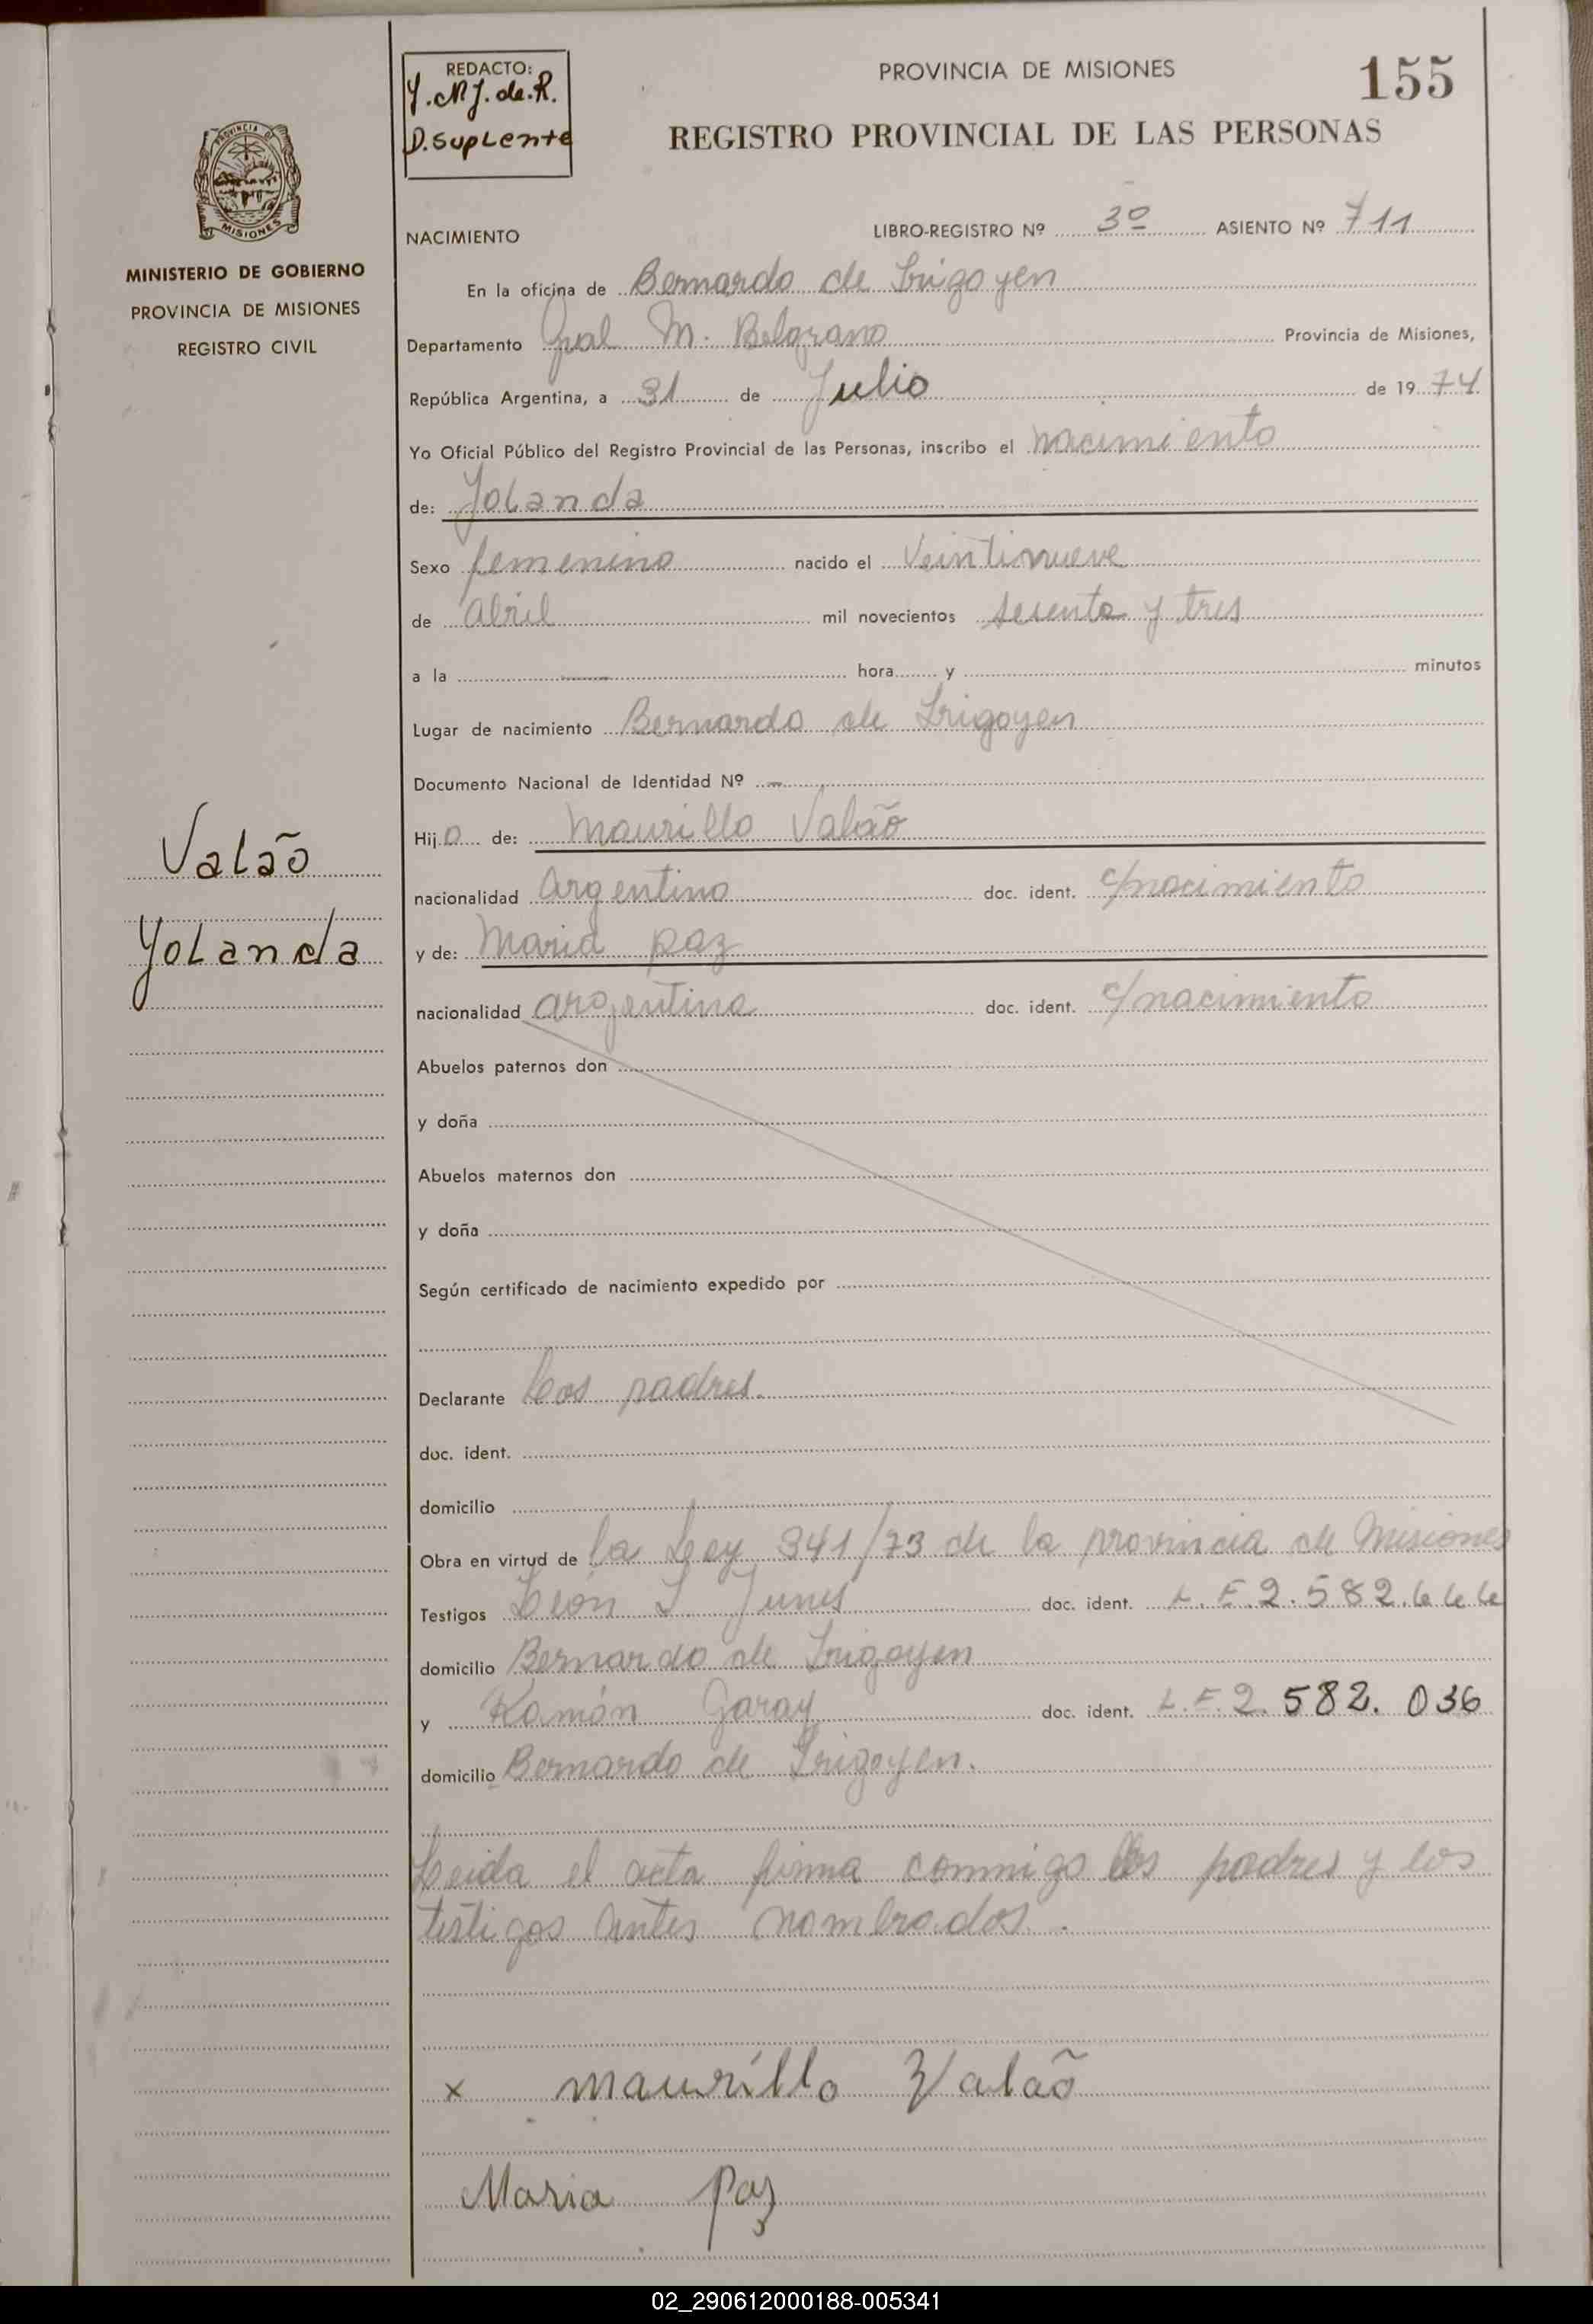 155
REDACTO:
Y. N J. de. R.
D. SUPLENTE
PROVINCIA DE MISIONES
REGISTRO PROVINCIAL DE LAS PERSONAS
PROVINCIA DE
MISIONES
MINISTERIO DE GOBIERNO
PROVINCIA DE MISIONES
REGISTRO CIVIL
NACIMIENTO LIBRO-REGISTRO Nº 3º ASIENTO Nº 711
En la oficina de Bernardo de Irigoyen
Departamento Gral M. Belgrano Provincia de Misiones,
República Argentina, a 31 de Julio de 1974.
Yo Oficial Público del Registro Provincial de las Personas, inscribo el nacimiento
de: Yolanda
Sexo femenino nacido el Veintinueve
de Abril mil novecientos sesenta y tres
a la hora y minutos
Lugar de nacimiento Bernardo de Irigoyen
Documento Nacional de Identidad Nº –
Hija de: Maurillo Valão
nacionalidad Argentino doc. ident. c/nacimiento
y de: Maria paz
nacionalidad argentina doc. ident. c/nacimiento
Abuelos paternos don
y doña
Abuelos maternos don
y doña
Según certificado de nacimiento expedido por
Declarante Los padres.
doc. ident.
domicilio
Obra en virtud de la Ley 341/73 de la provincia de Misiones
Testigos León I Junes doc. ident. L.E.2.582.666
domicilio Bernardo de Irigoyen
y Ramón Garay doc. ident. L.E.2.582.036
domicilio Bernardo de Irigoyen.
Leida el acta firma conmigo los padres y los
testigos antes nombrados.
x maurillo Valaõ
Maria paz
Valão
Yolanda
02_290612000188-005341